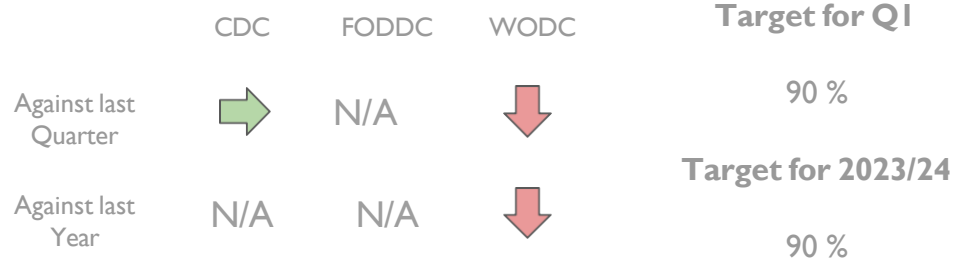 CDC FODDC WODC
Target for Q1
Against last
Quarter
N/A
90 %
Target for 2023/24
Against last
Year
N/A N/A
90 %